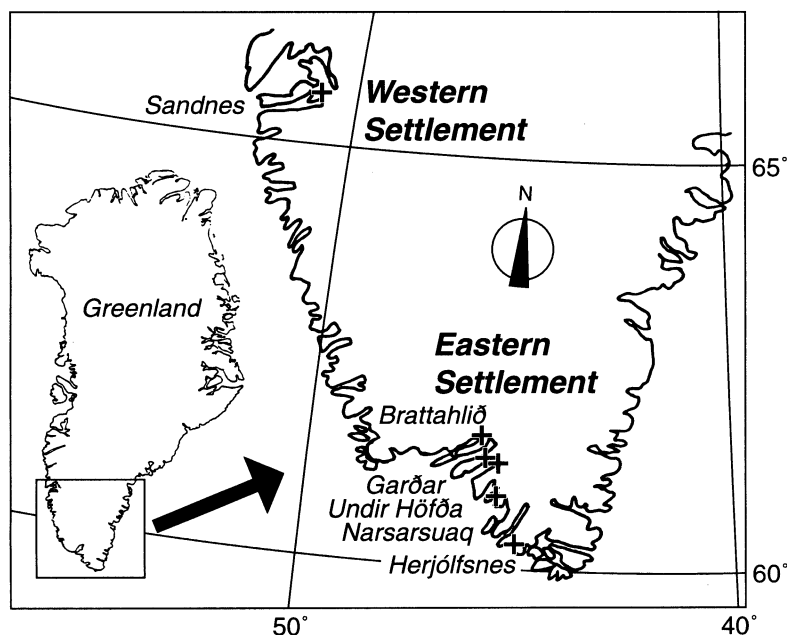 Sandnes
Western
Settlement
65°
N
Greenland
Eastern
Settlement
Brattahlið
Garðar
Undir Höfða
Narsarsuaq
Herjólfsnes
60°
50°
40°